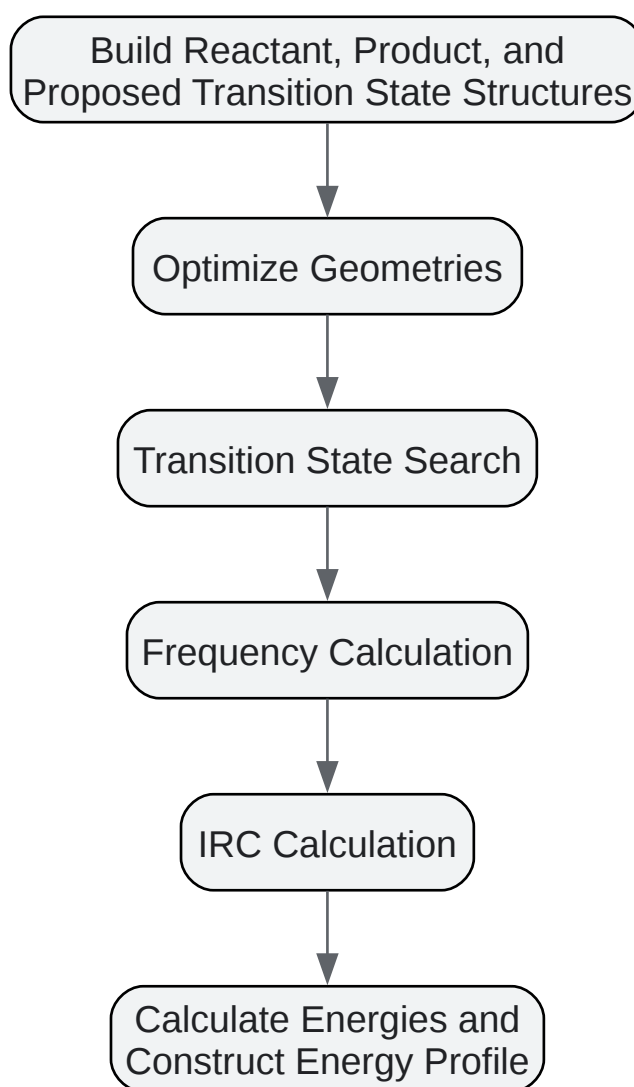 Build Reactant, Product, and
Proposed Transition State Structures
Optimize Geometries
Transition State Search
Frequency Calculation
IRC Calculation
Calculate Energies and
Construct Energy Profile